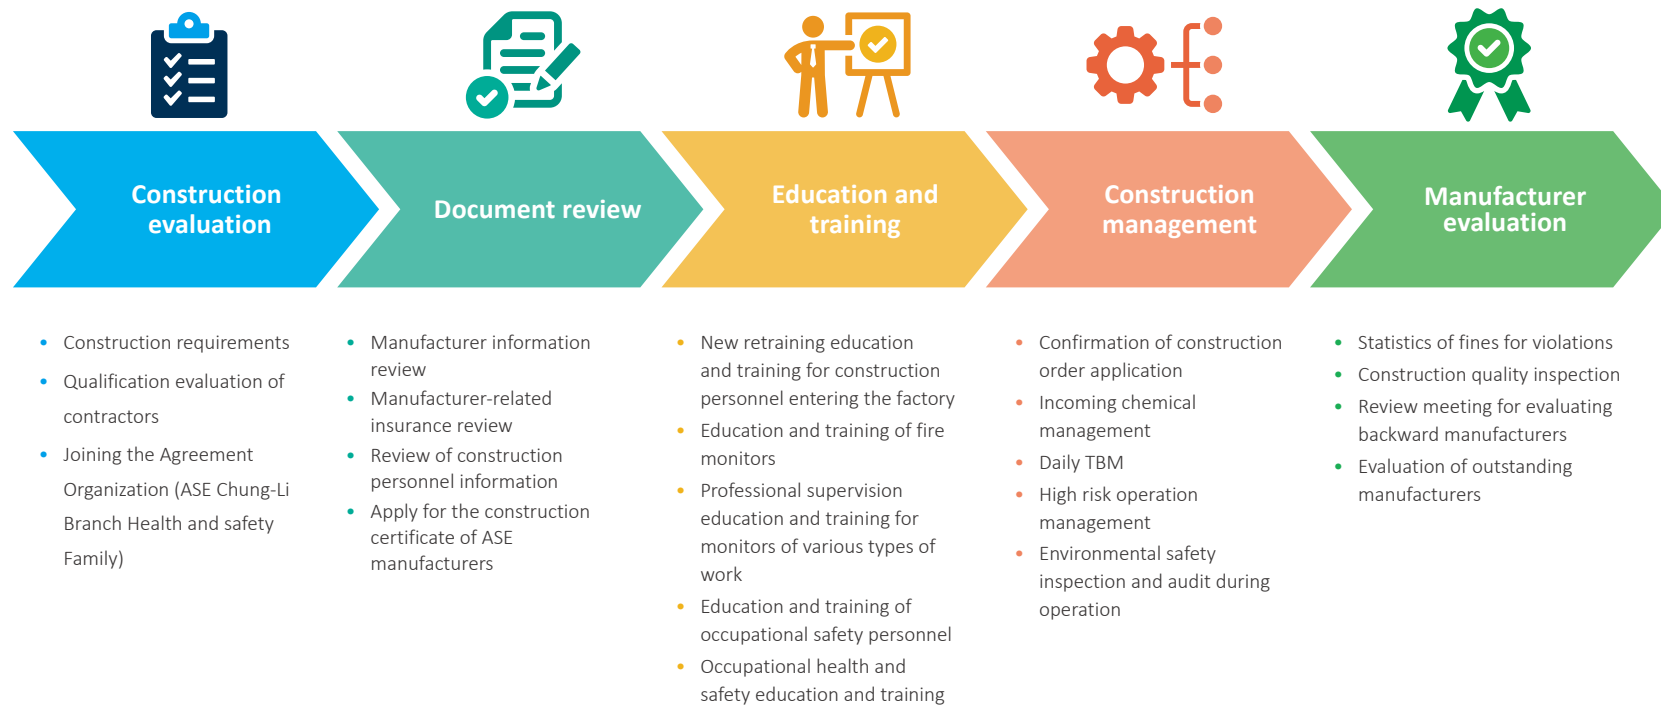 Construction
evaluation
Document review
Education and
training
Construction
management
Manufacturer
evaluation
• Construction requirements
• Qualification evaluation of
contractors
• Joining the Agreement
Organization (ASE Chung-Li
Branch Health and safety
Family)
• Manufacturer information
review
• Manufacturer-related
insurance review
• Review of construction
personnel information
• Apply for the construction
certificate of ASE
manufacturers
• New retraining education
and training for construction
personnel entering the factory
• Education and training of fire
monitors
• Professional supervision
education and training for
monitors of various types of
work
• Education and training of
occupational safety personnel
• Occupational health and
safety education and training
• Confirmation of construction
order application
• Incoming chemical
management
• Daily TBM
• High risk operation
management
• Environmental safety
inspection and audit during
operation
• Statistics of fines for violations
• Construction quality inspection
• Review meeting for evaluating
backward manufacturers
• Evaluation of outstanding
manufacturers